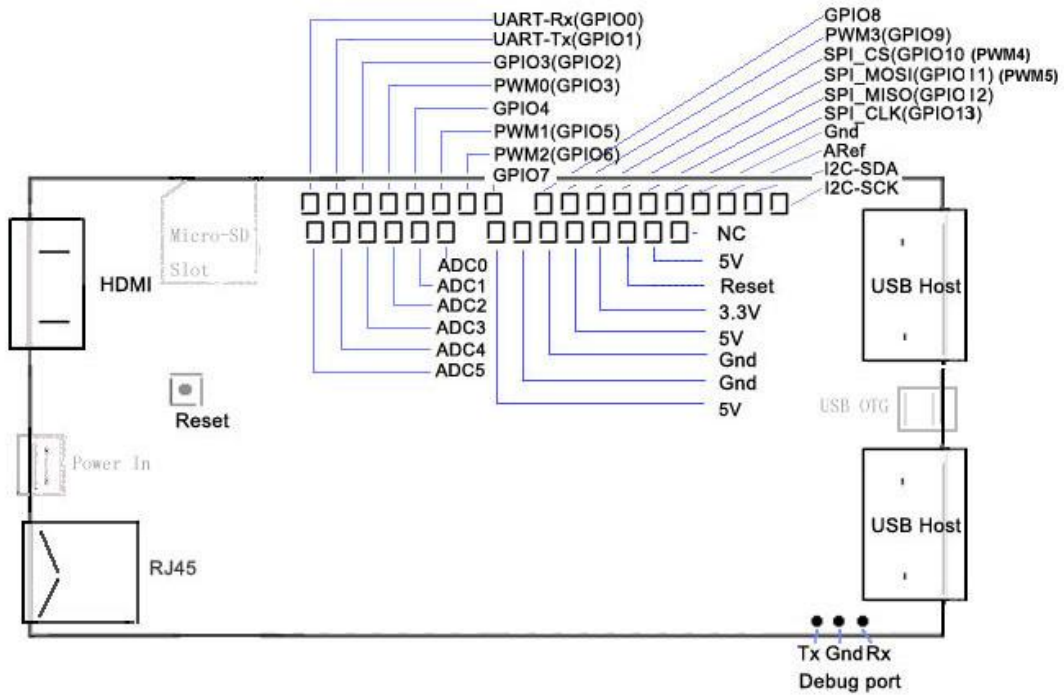 UART-Rx(GPIO0)
UART-Tx(GPIO1)
GPIO3(GPIO2)
PWM0(GPIO3)
GPIO4
PWM1(GPIO5)
PWM2(GPIO6)
GPIO7
GPIO8
PWM3(GPIO9)
SPI_CS(GPIO10 (PWM4)
SPI_MOSI(GPIO11) (PWM5)
SPI_MISO(GPIO12)
SPI_CLK(GPIO13)
Gnd
ARef
I2C-SDA
I2C-SCK
Micro-SD
Slot
HDMI
ADC0
ADC1
ADC2
ADC3
ADC4
ADC5
NC
5V
Reset
3.3V
5V
Gnd
Gnd
5V
USB Host
Reset
USB OTG
Power In
USB Host
RJ45
Tx Gnd Rx
Debug port